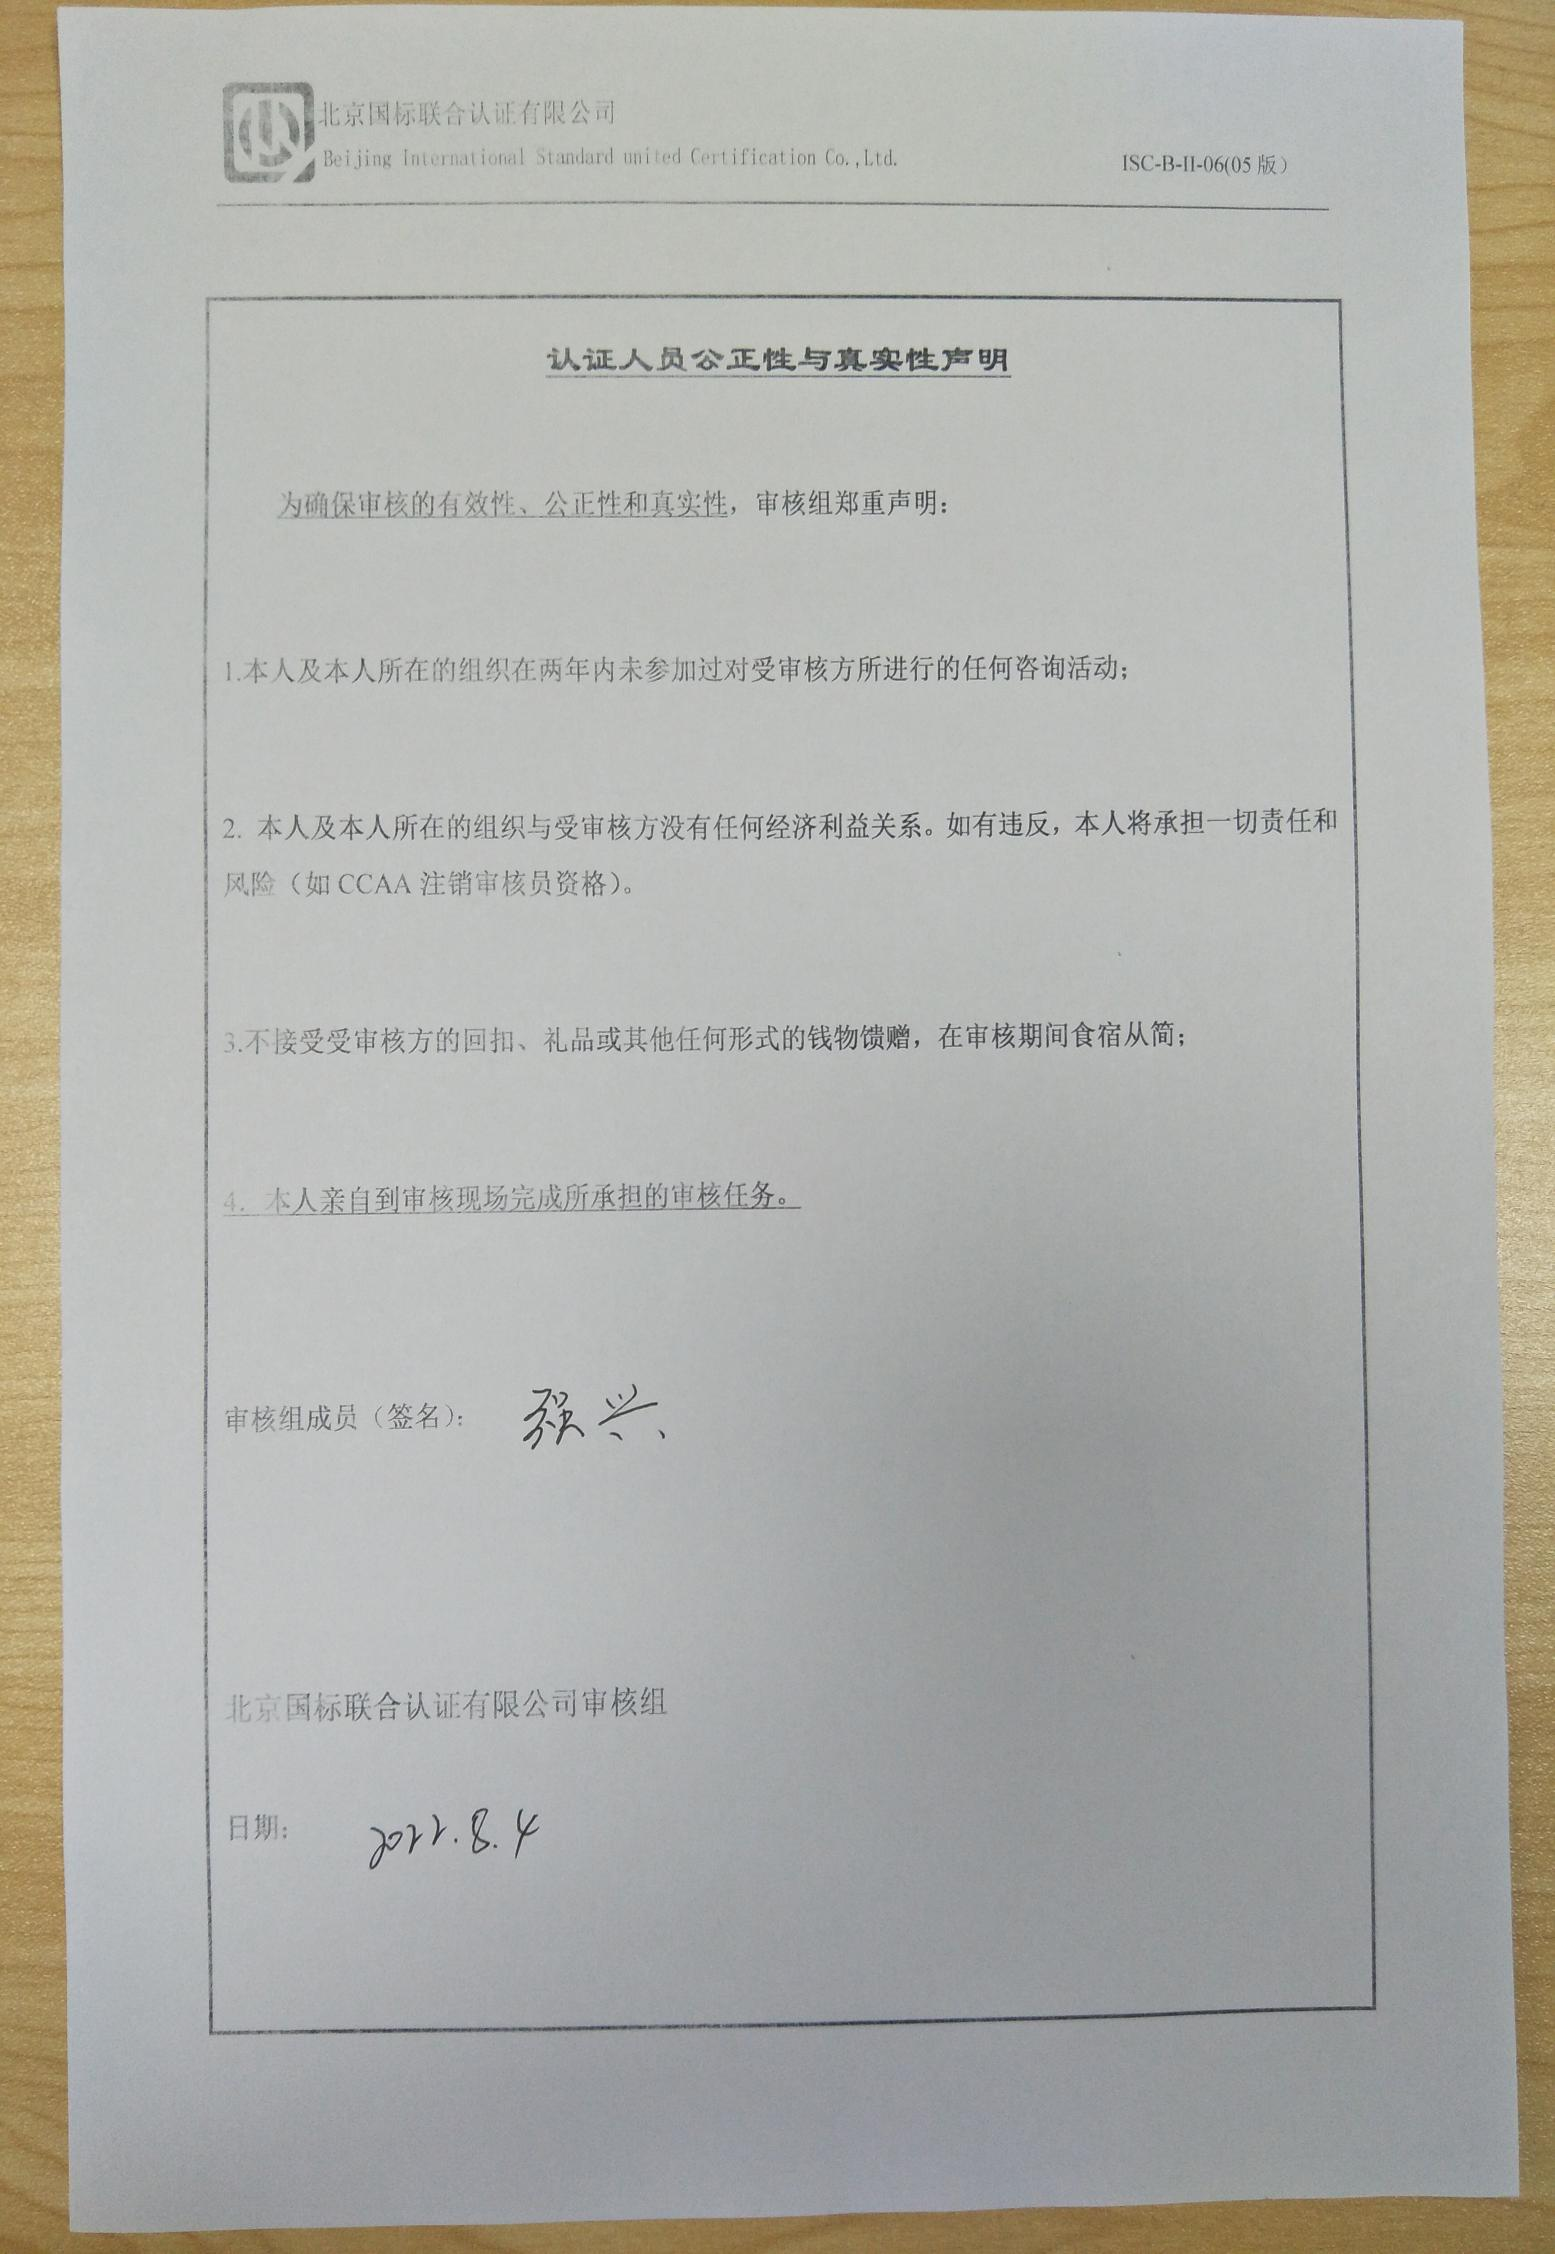 北京国标联合认证有限公司
Beijing International Standard united Certification Co.,Ltd.
ISC-B-II-06(05 版）
认证人员公正性与真实性声明
为确保审核的有效性、公正性和真实性，审核组郑重声明：
1.本人及本人所在的组织在两年内未参加过对受审核方所进行的任何咨询活动；
2. 本人及本人所在的组织与受审核方没有任何经济利益关系。如有违反，本人将承担一切责任和
风险（如 CCAA 注销审核员资格）。
3.不接受受审核方的回扣、礼品或其他任何形式的钱物馈赠，在审核期间食宿从简；
4. 本人亲自到审核现场完成所承担的审核任务。
审核组成员（签名）： 强兴
北京国标联合认证有限公司审核组
日期： 2022.8.4